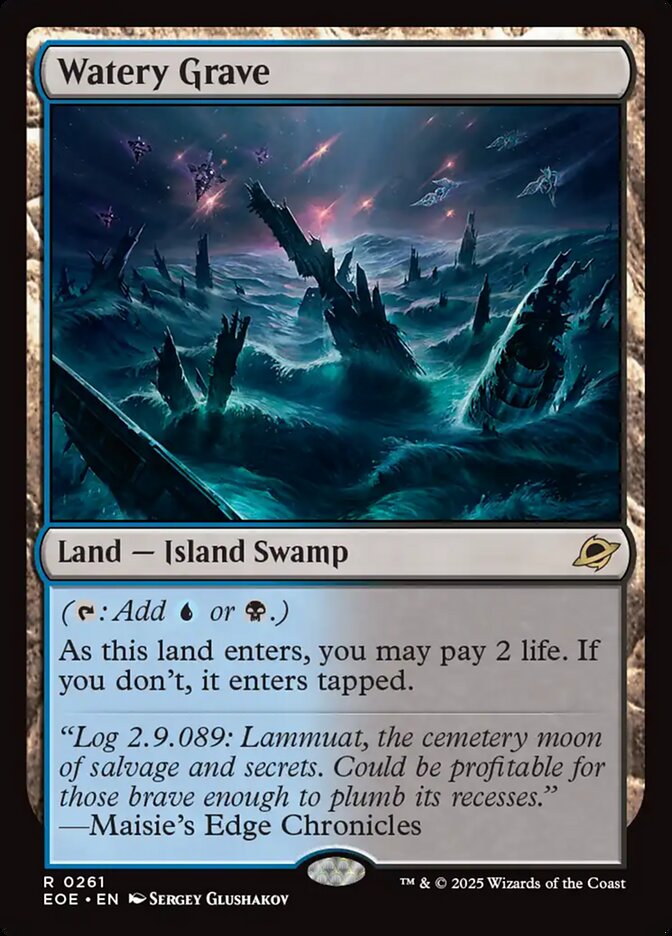 Watery Grave
Land — Island Swamp
(: Add or .)
As this land enters, you may pay 2 life. If
you don't, it enters tapped.
“Log 2.9.089: Lammuat, the cemetery moon
of salvage and secrets. Could be profitable for
those brave enough to plumb its recesses.”
—Maisie's Edge Chronicles
R 0261
™ & © 2025 Wizards of the Coast
EOE • EN Sergey Glushakov